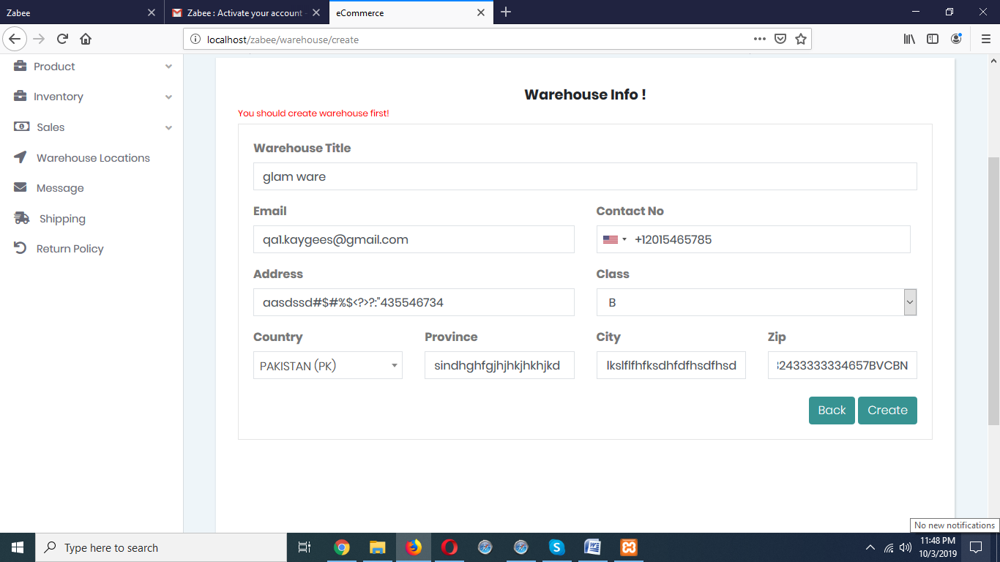 Zabee
Zabee : Activate your account -
eCommerce
localhost/zabee/warehouse/create
Product
Inventory
Sales
Warehouse Locations
Message
Shipping
Return Policy
Warehouse Info !
You should create warehouse first!
Warehouse Title
glam ware
Email
Contact No
qa1.kaygees@gmail.com
+12015465785
Address
Class
aasdssd#$#%$<?>?:"435546734
B
Country
Province
City
Zip
PAKISTAN (PK)
sindhghfgjhjhkjhkhjkd
lkslflfhfksdhfdfhsdfhsd
32433333334657BVCBN
Back
Create
No new notifications
Type here to search
11:48 PM
10/3/2019